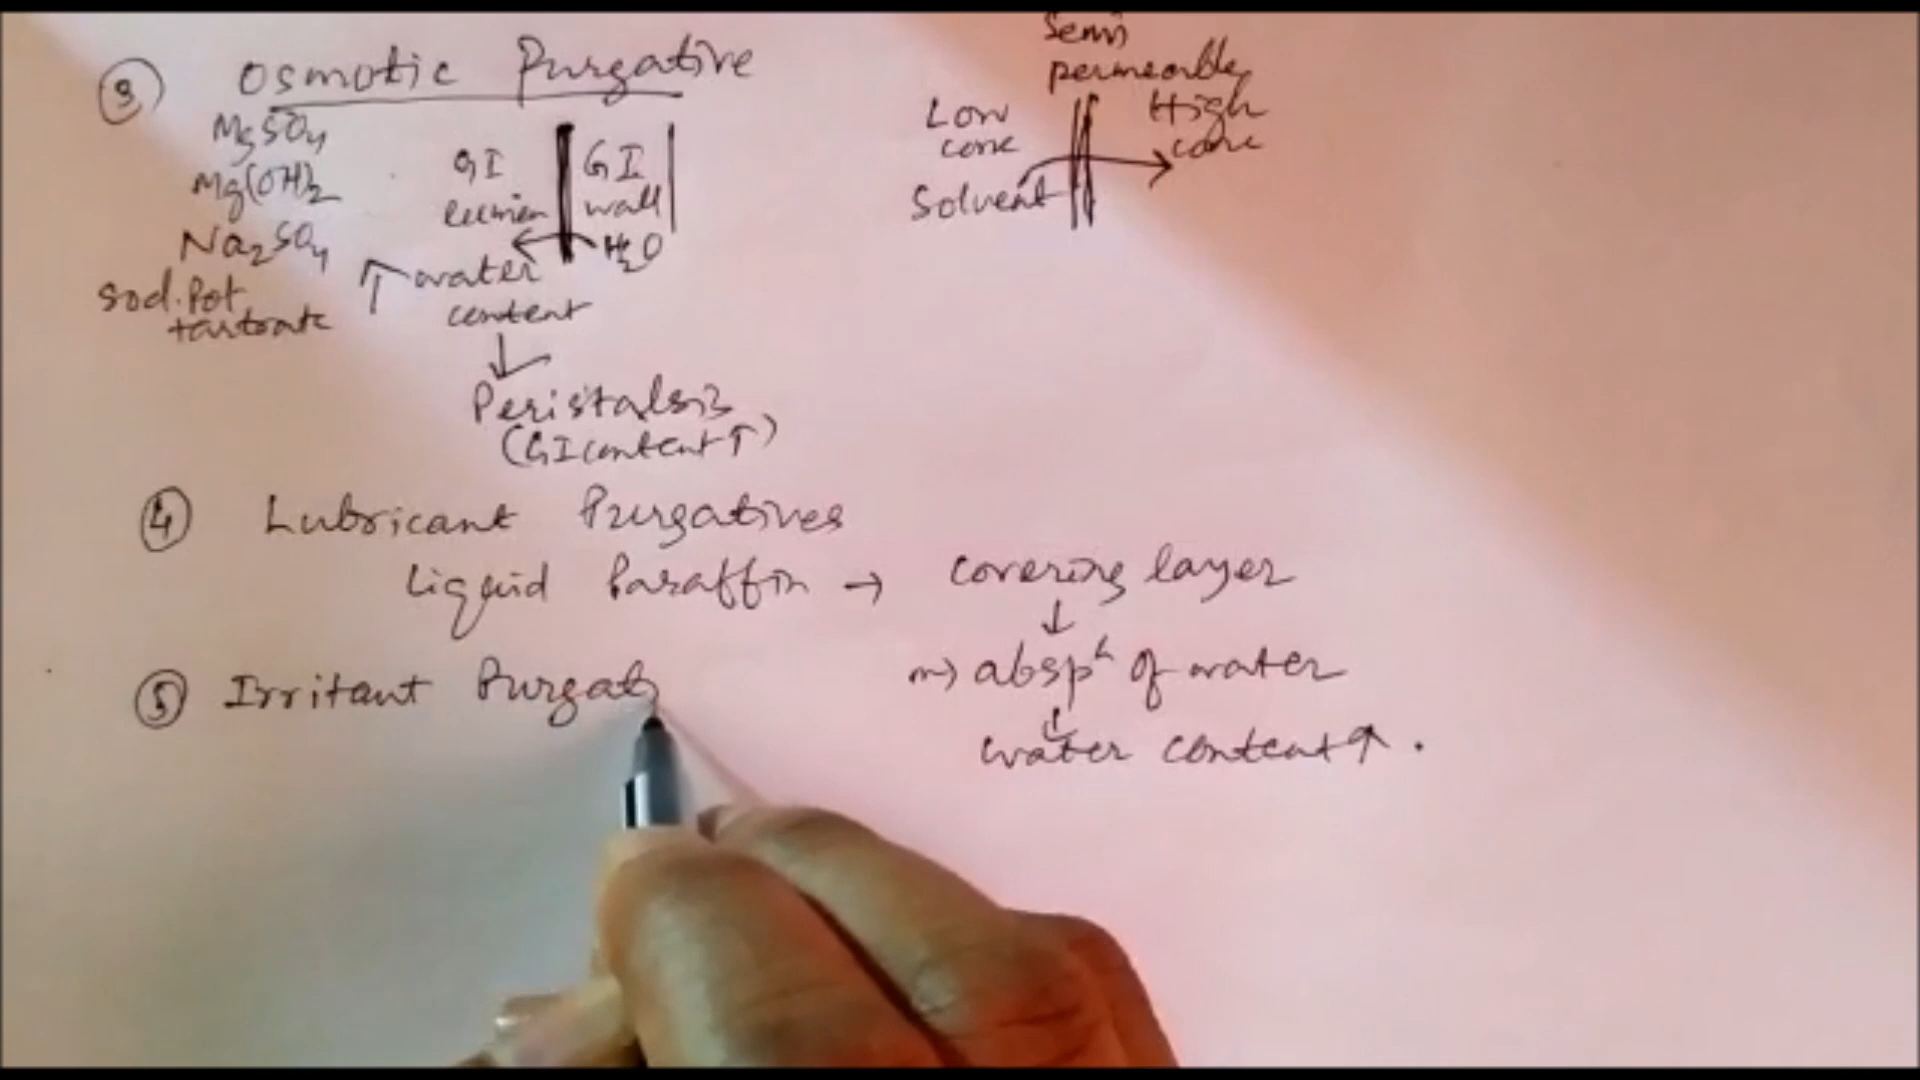 ③ Osmotic Purgative
MgSO4
Mg(OH)2
Na2SO4
Sod. Pot
tartrate
GI
lumen
GI
wall
H2O
↑ water
content
↓
Peristalsis
(GI content ↑)
Semi
permeable
Low
conc
High
conc
Solvent
④ Lubricant Purgatives
Liquid Paraffin → covering layer
↓
abspⁿ of water
↓
water content ↑.
⑤ Irritant Purgat